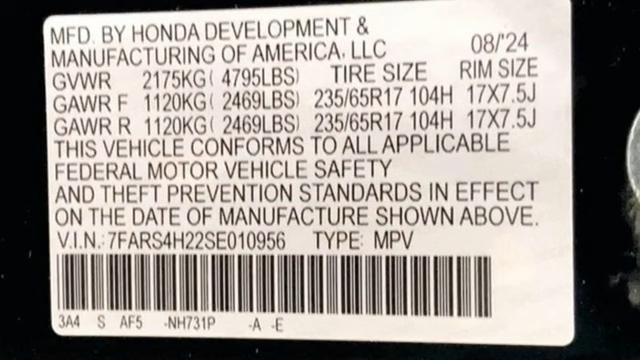 MFD. BY HONDA DEVELOPMENT &
MANUFACTURING OF AMERICA, LLC 08/'24
GVWR 2175KG( 4795LBS) TIRE SIZE RIM SIZE
GAWR F 1120KG( 2469LBS) 235/65R17 104H 17X7.5J
GAWR R 1120KG( 2469LBS) 235/65R17 104H 17X7.5J
THIS VEHICLE CONFORMS TO ALL APPLICABLE
FEDERAL MOTOR VEHICLE SAFETY
AND THEFT PREVENTION STANDARDS IN EFFECT
ON THE DATE OF MANUFACTURE SHOWN ABOVE.
V.I.N.: 7FARS4H22SE010956 TYPE: MPV
3A4 S AF5 -NH731P -A -E